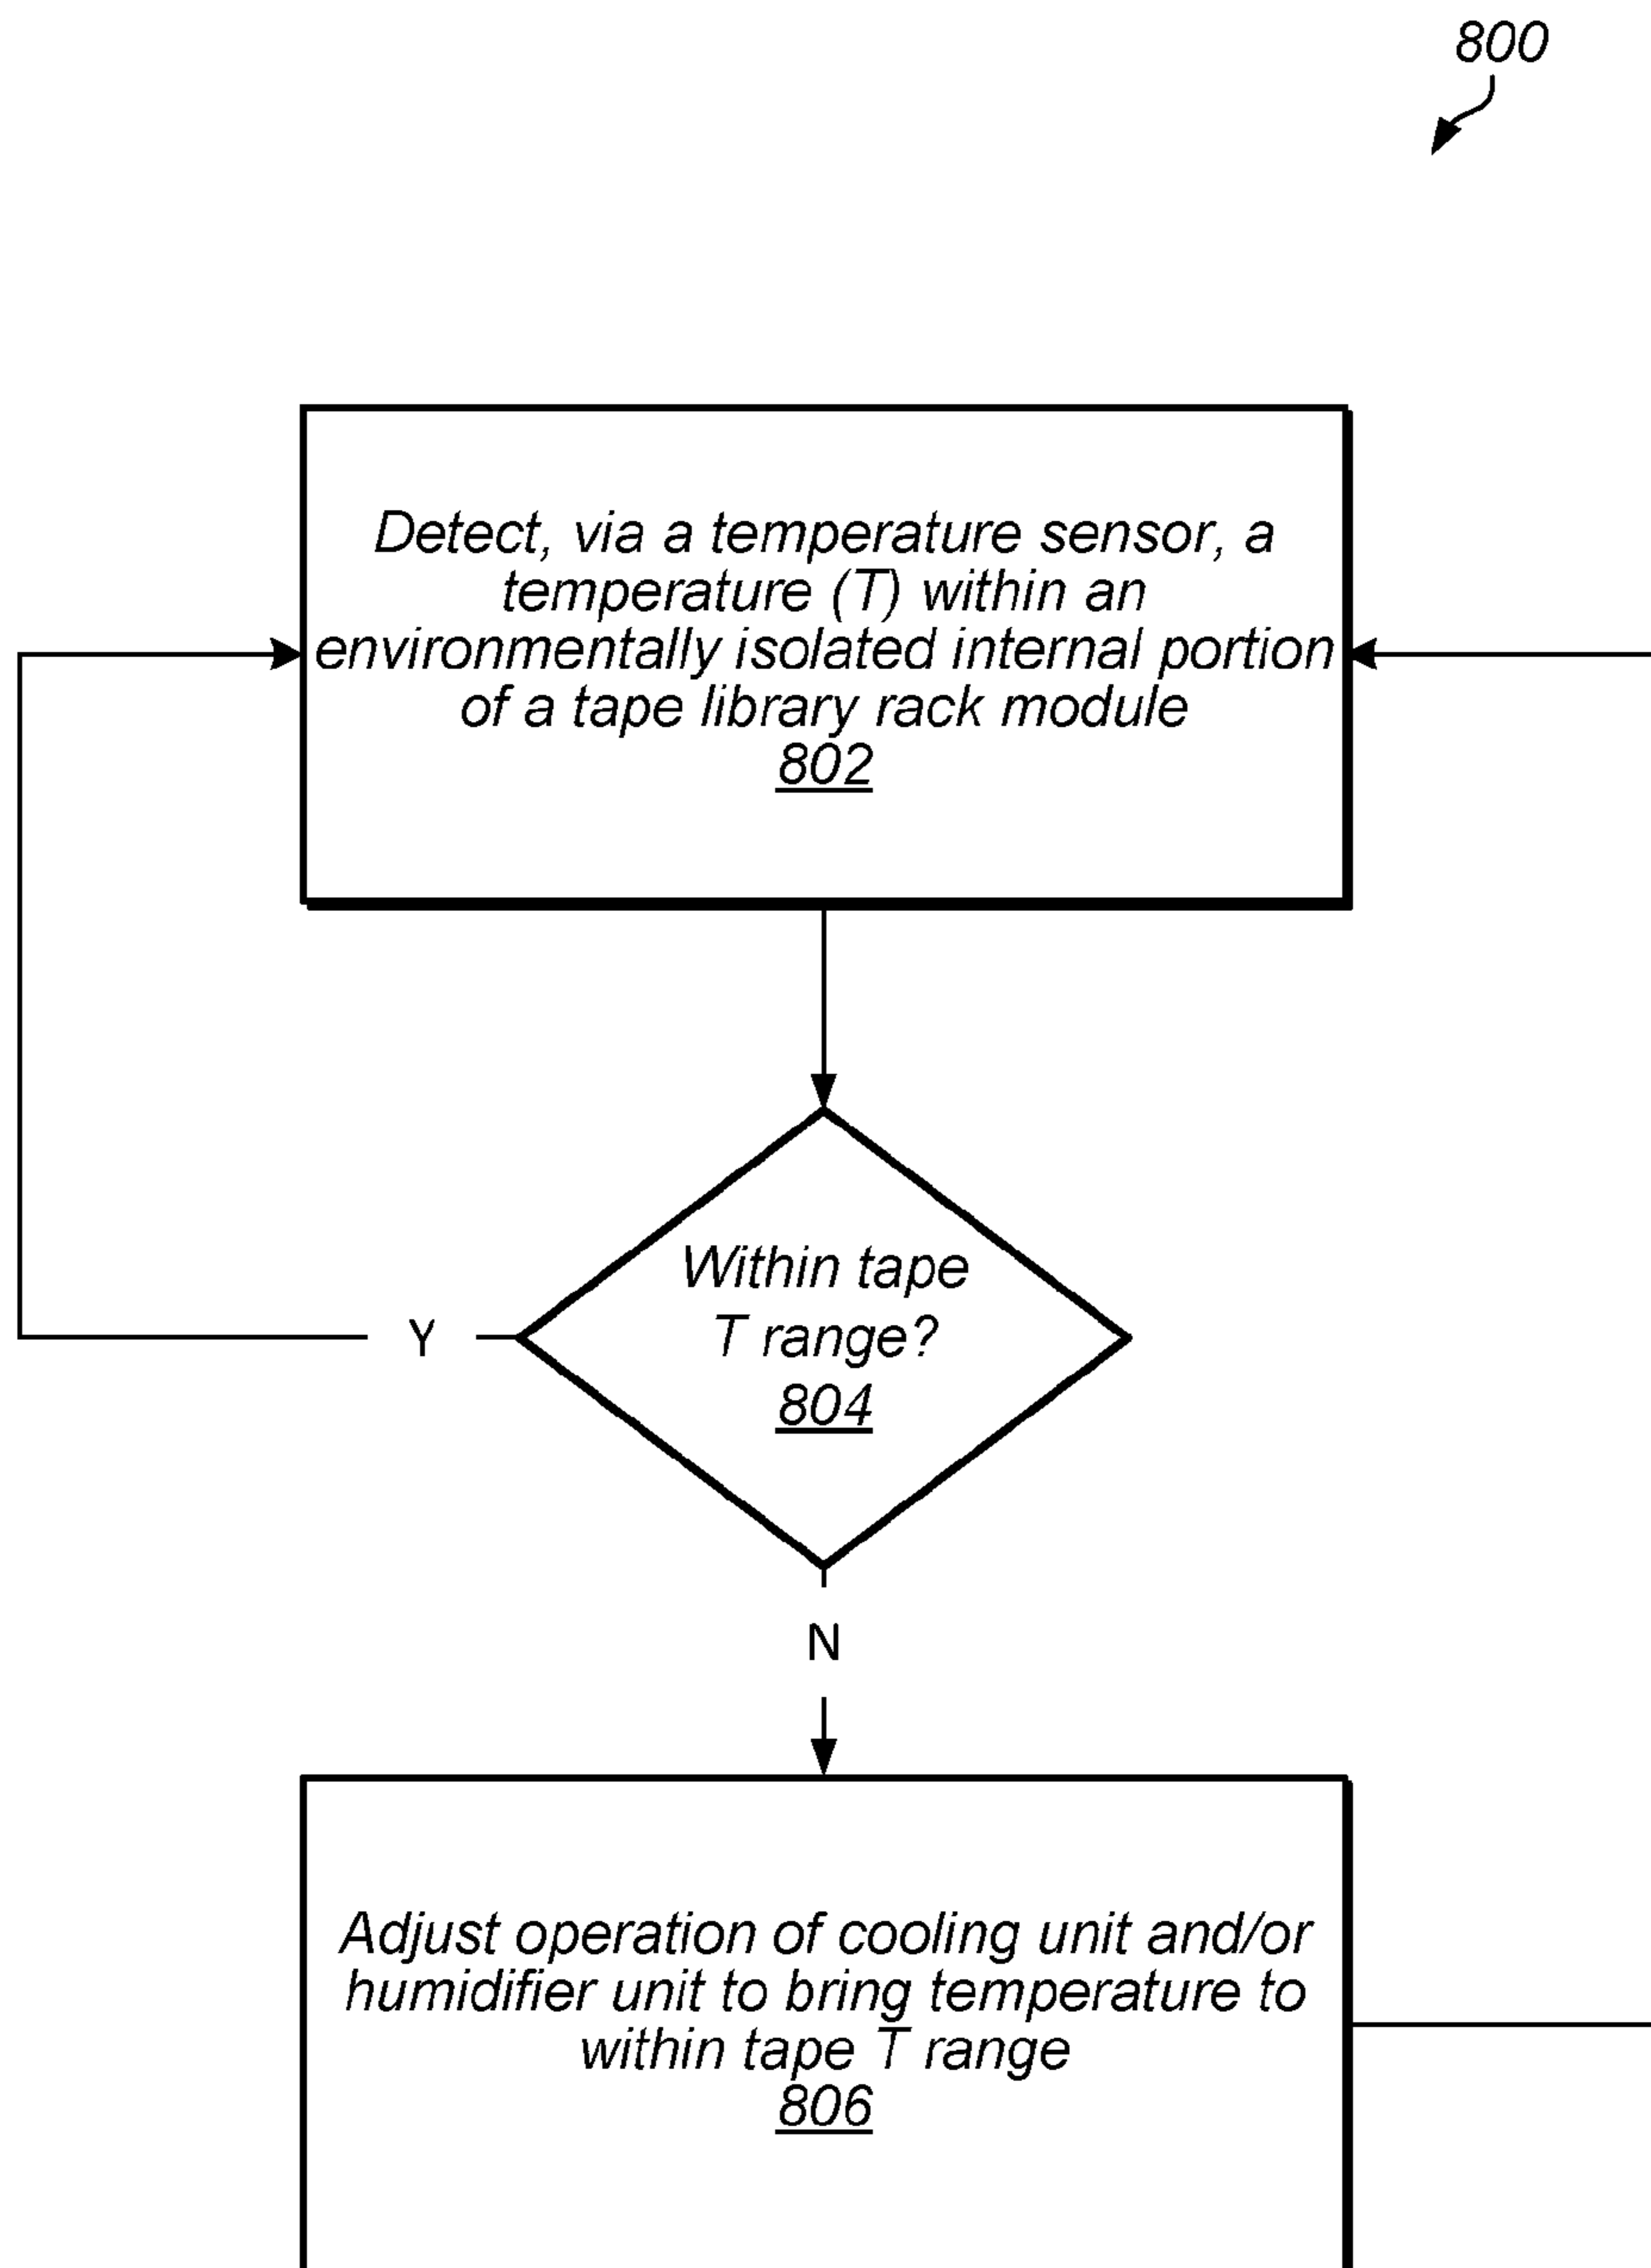 800
Detect, via a temperature sensor, a
temperature (T) within an
environmentally isolated internal portion
of a tape library rack module
802
Within tape
T range?
804
Y
N
Adjust operation of cooling unit and/or
humidifier unit to bring temperature to
within tape T range
806